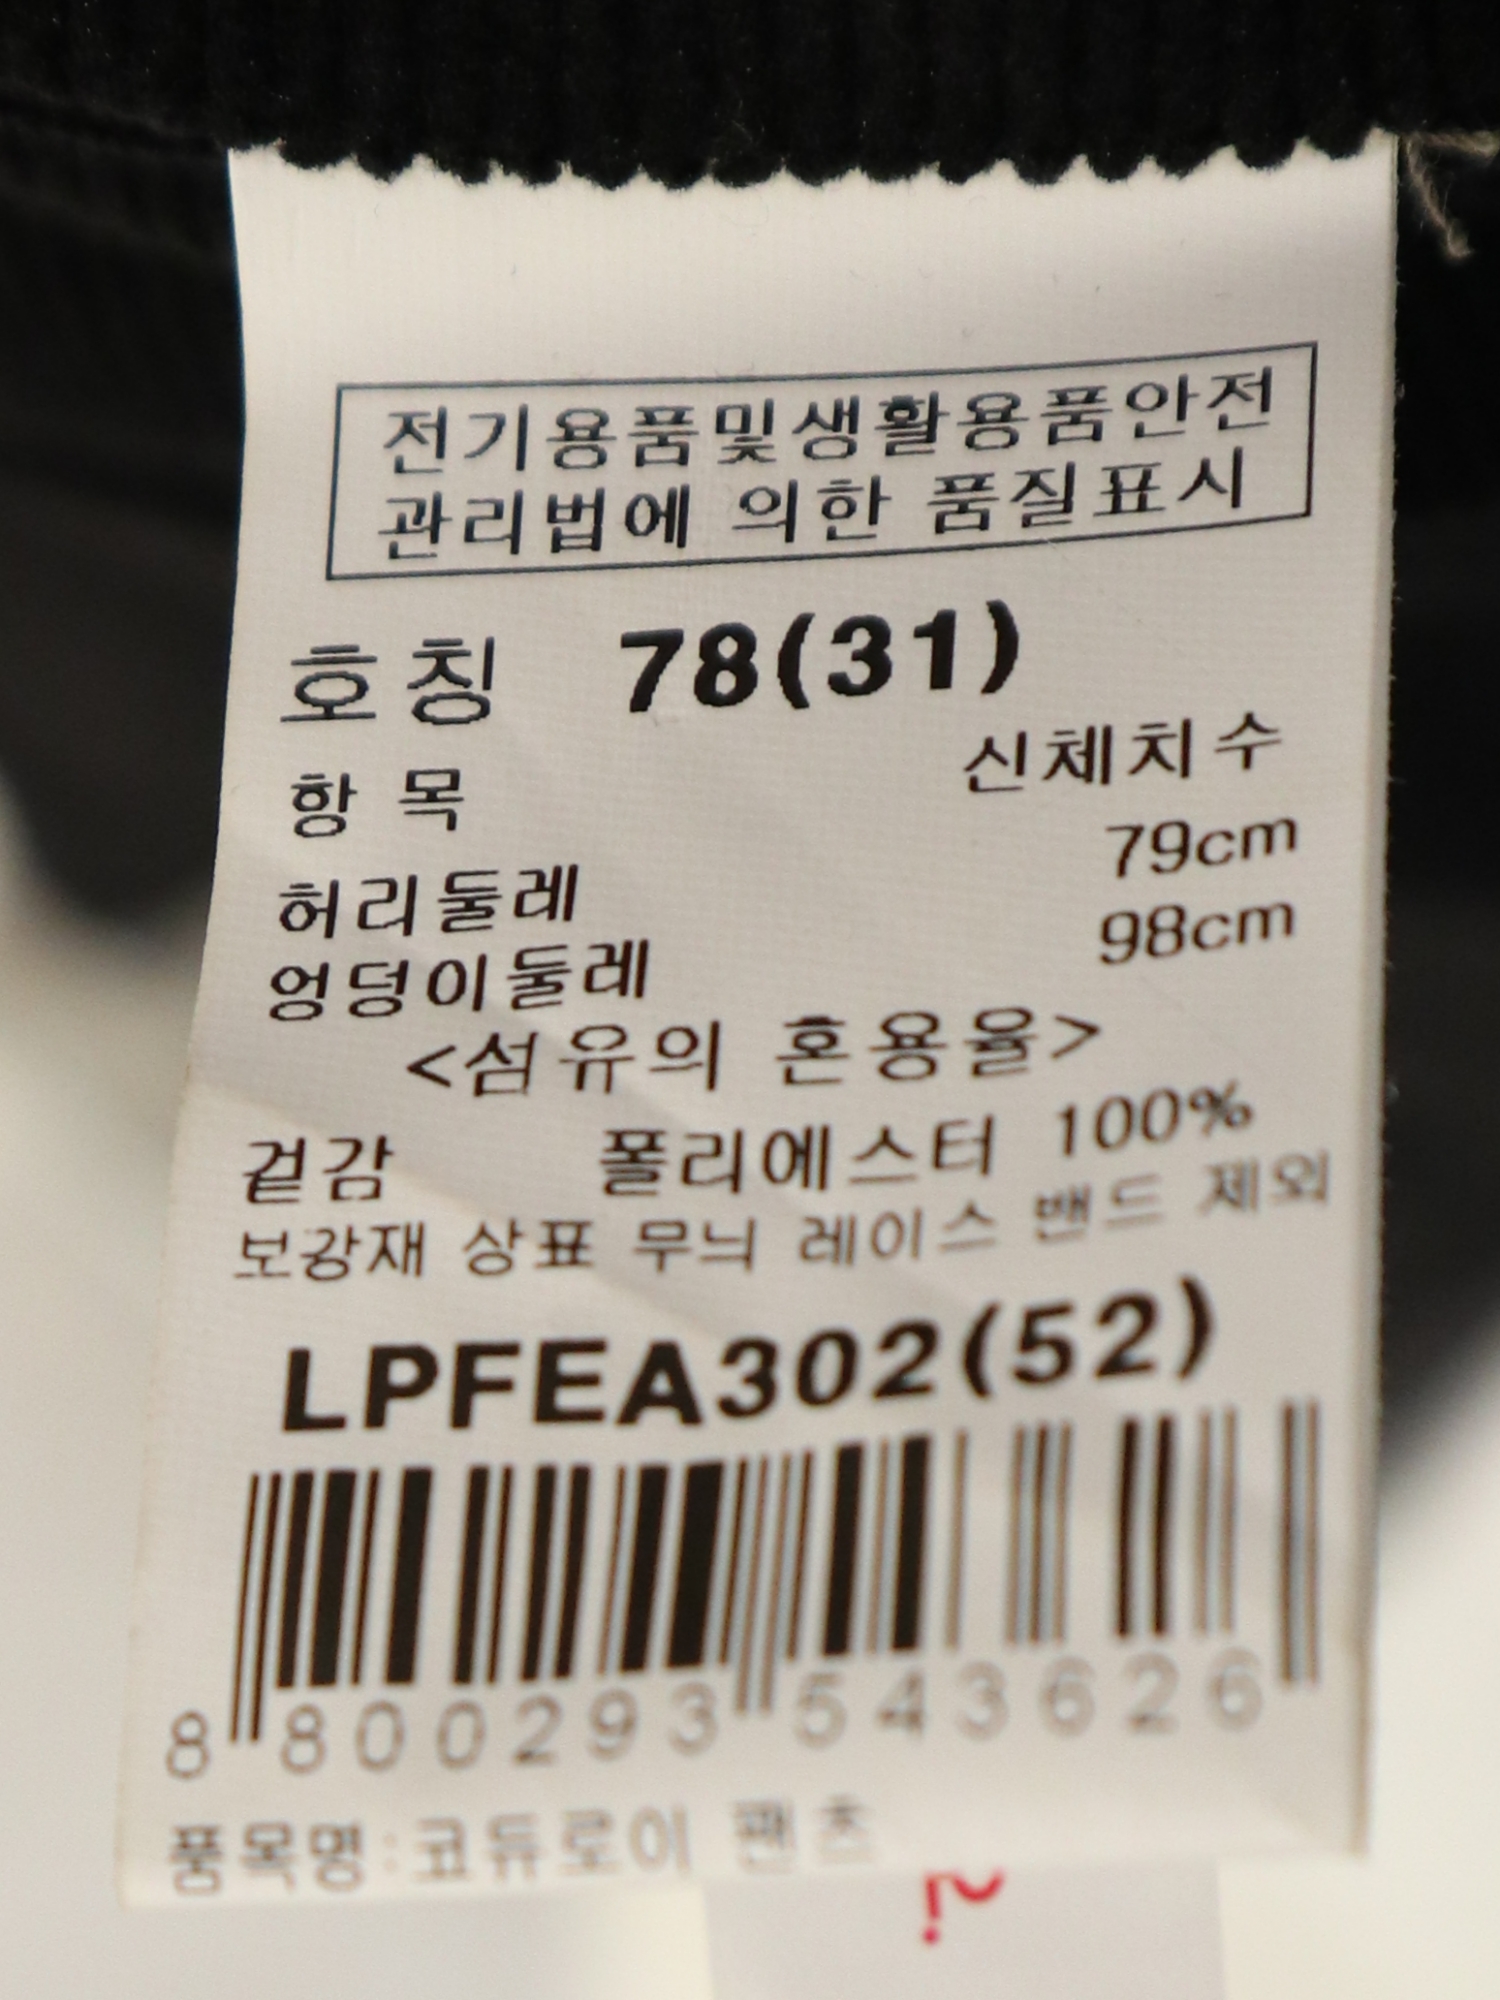 전기용품및생활용품안전
관리법에 의한 품질표시
호칭 78(31)
항목 신체치수
허리둘레 79cm
엉덩이둘레 98cm
<섬유의 혼용율>
겉감 폴리에스터 100%
보강재 상표 무늬 레이스 밴드 제외
LPFEA302(52)
8 800293 543626
품목명:코듀로이 팬츠